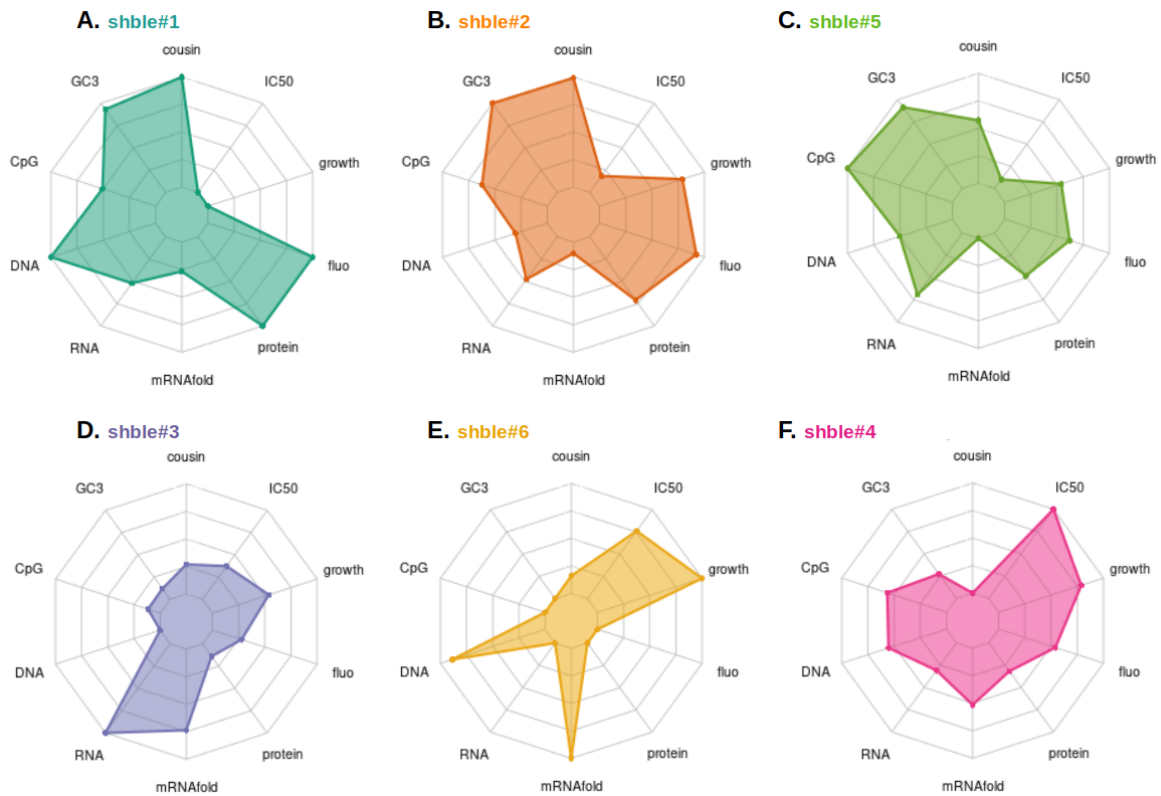 A. shble#1
cousin
GC3
IC50
CpG
growth
DNA
fluo
RNA
protein
mRNAfold
B. shble#2
cousin
GC3
IC50
CpG
growth
DNA
fluo
RNA
protein
mRNAfold
C. shble#5
cousin
GC3
IC50
CpG
growth
DNA
fluo
RNA
protein
mRNAfold
D. shble#3
cousin
GC3
IC50
CpG
growth
DNA
fluo
RNA
protein
mRNAfold
E. shble#6
cousin
GC3
IC50
CpG
growth
DNA
fluo
RNA
protein
mRNAfold
F. shble#4
cousin
GC3
IC50
CpG
growth
DNA
fluo
RNA
protein
mRNAfold